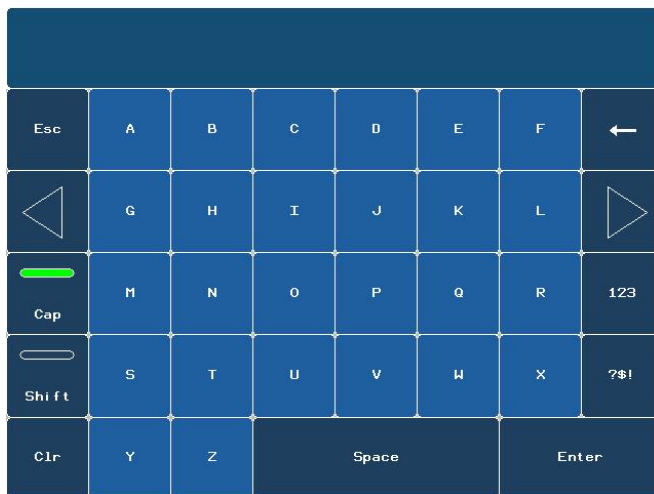 Esc A B C D E F ←
G H I J K L
Cap M N O P Q R 123
Shift S T U V W X ?$!
Clr Y Z Space Enter